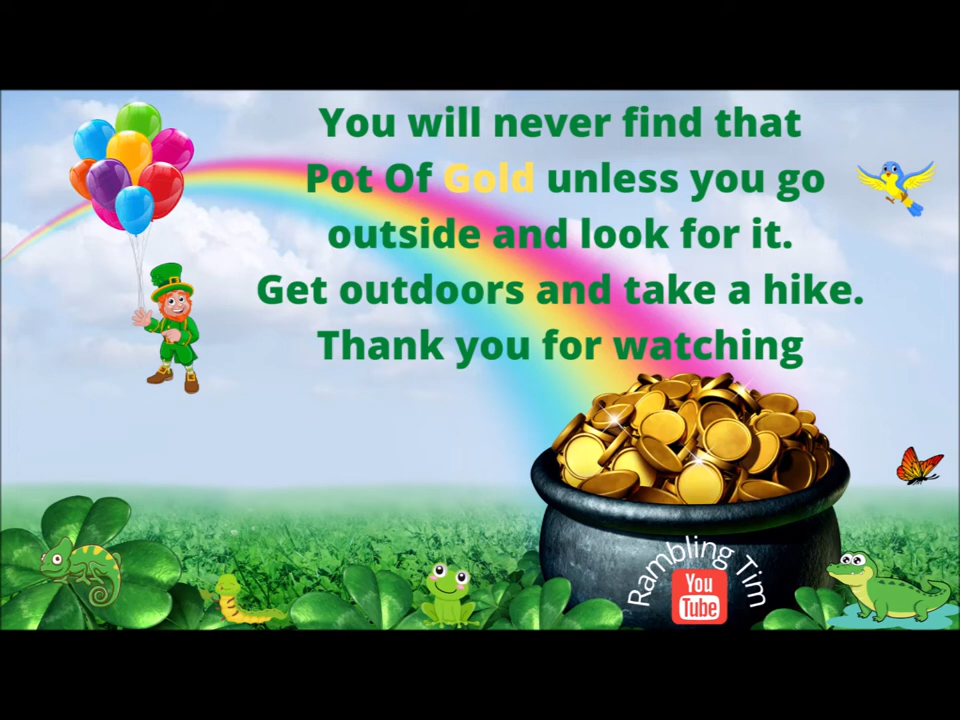 You will never find that
Pot Of Gold unless you go
outside and look for it.
Get outdoors and take a hike.
Thank you for watching
Rambling Tim
You
Tube